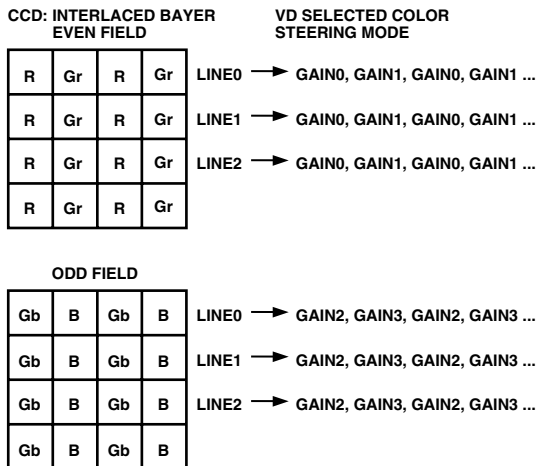 CCD: INTERLACED BAYER
EVEN FIELD
VD SELECTED COLOR
STEERING MODE
R Gr R Gr LINE0 GAIN0, GAIN1, GAIN0, GAIN1 ...
R Gr R Gr LINE1 GAIN0, GAIN1, GAIN0, GAIN1 ...
R Gr R Gr LINE2 GAIN0, GAIN1, GAIN0, GAIN1 ...
R Gr R Gr
ODD FIELD
Gb B Gb B LINE0 GAIN2, GAIN3, GAIN2, GAIN3 ...
Gb B Gb B LINE1 GAIN2, GAIN3, GAIN2, GAIN3 ...
Gb B Gb B LINE2 GAIN2, GAIN3, GAIN2, GAIN3 ...
Gb B Gb B